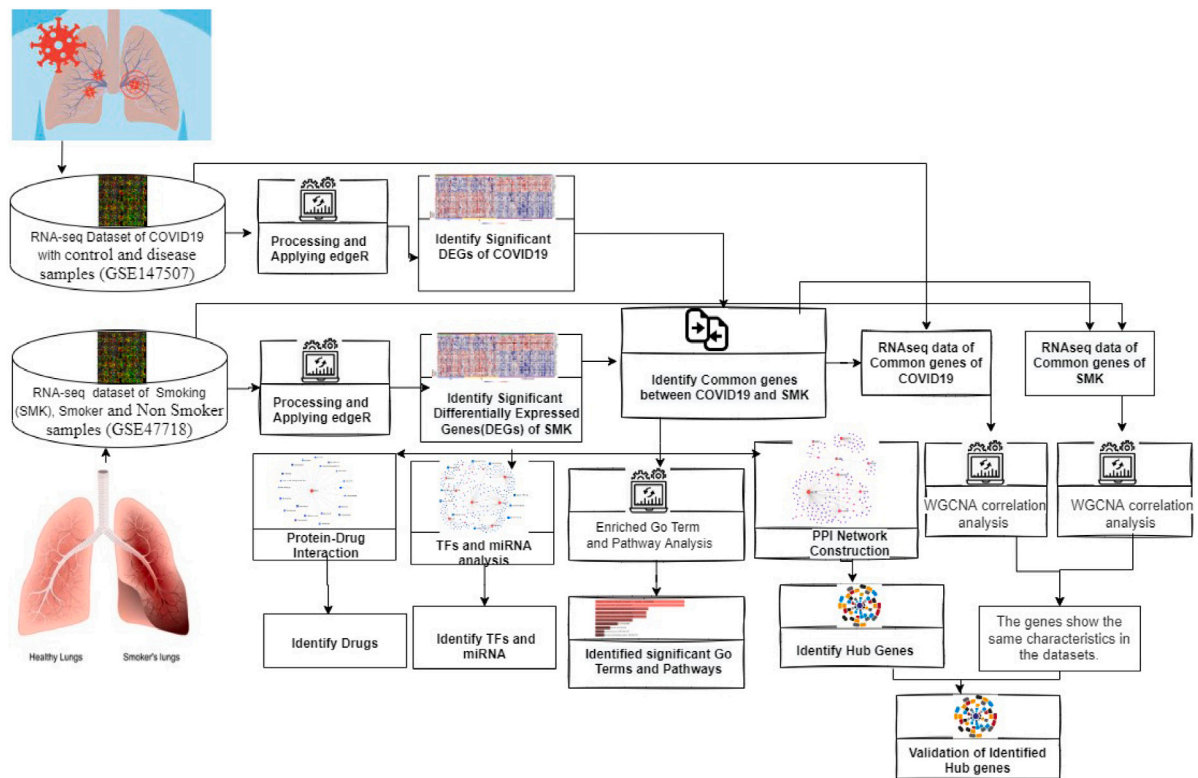 RNA-seq Dataset of COVID19
with control and disease
samples (GSE147507)
Processing and
Applying edgeR
Identify Significant
DEGs of COVID19
RNA-seq dataset of Smoking
(SMK), Smoker and Non Smoker
samples (GSE47718)
Processing and
Applying edgeR
Identify Significant
Differentially Expressed
Genes(DEGs) of SMK
Identify Common genes
between COVID19 and SMK
RNAseq data of
Common genes of
COVID19
RNAseq data of
Common genes of
SMK
Protein-Drug
Interaction
TFs and miRNA
analysis
Enriched Go Term
and Pathway Analysis
PPI Network
Construction
WGCNA correlation
analysis
WGCNA correlation
analysis
Identify Drugs
Identify TFs and
miRNA
Identified significant Go
Terms and Pathways
Identify Hub Genes
The genes show the
same characteristics in
the datasets.
Healthy Lungs
Smoker's lungs
Validation of Identified
Hub genes